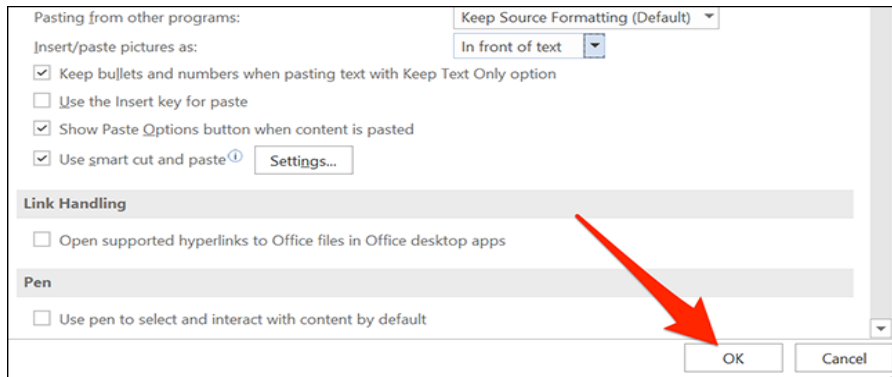 Pasting from other programs: Keep Source Formatting (Default)
Insert/paste pictures as: In front of text
Keep bullets and numbers when pasting text with Keep Text Only option
Use the Insert key for paste
Show Paste Options button when content is pasted
Use smart cut and paste Settings...
Link Handling
Open supported hyperlinks to Office files in Office desktop apps
Pen
Use pen to select and interact with content by default
OK Cancel